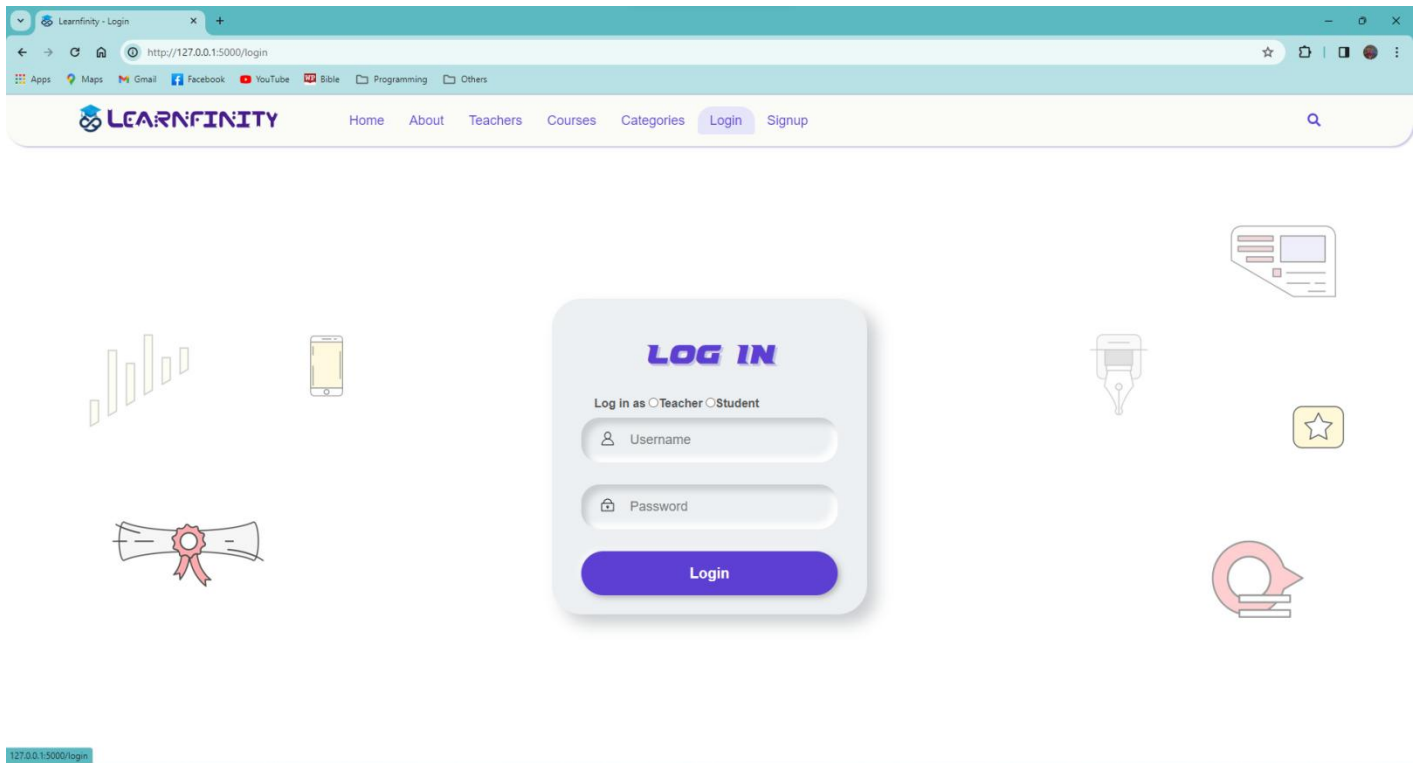 Learnfinity - Login
http://127.0.0.1:5000/login
Apps Maps Gmail Facebook YouTube Bible Programming Others
LEARNFINITY Home About Teachers Courses Categories Login Signup
LOG IN
Log in as Teacher Student
Username
Password
Login
127.0.0.1:5000/login